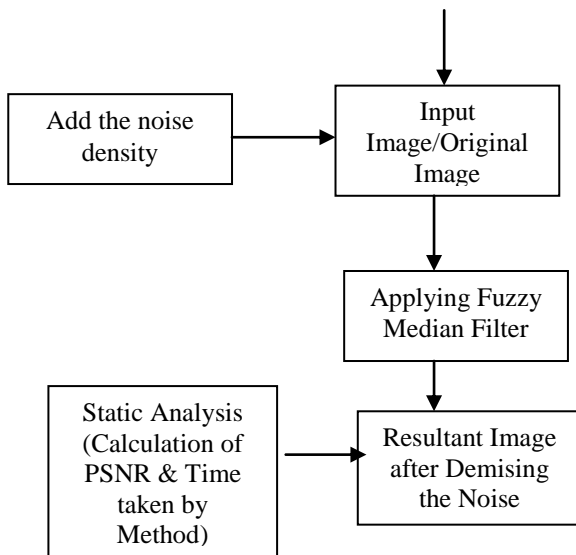 Add the noise
density
Input
Image/Original
Image
Applying Fuzzy
Median Filter
Static Analysis
(Calculation of
PSNR & Time
taken by
Method)
Resultant Image
after Demising
the Noise